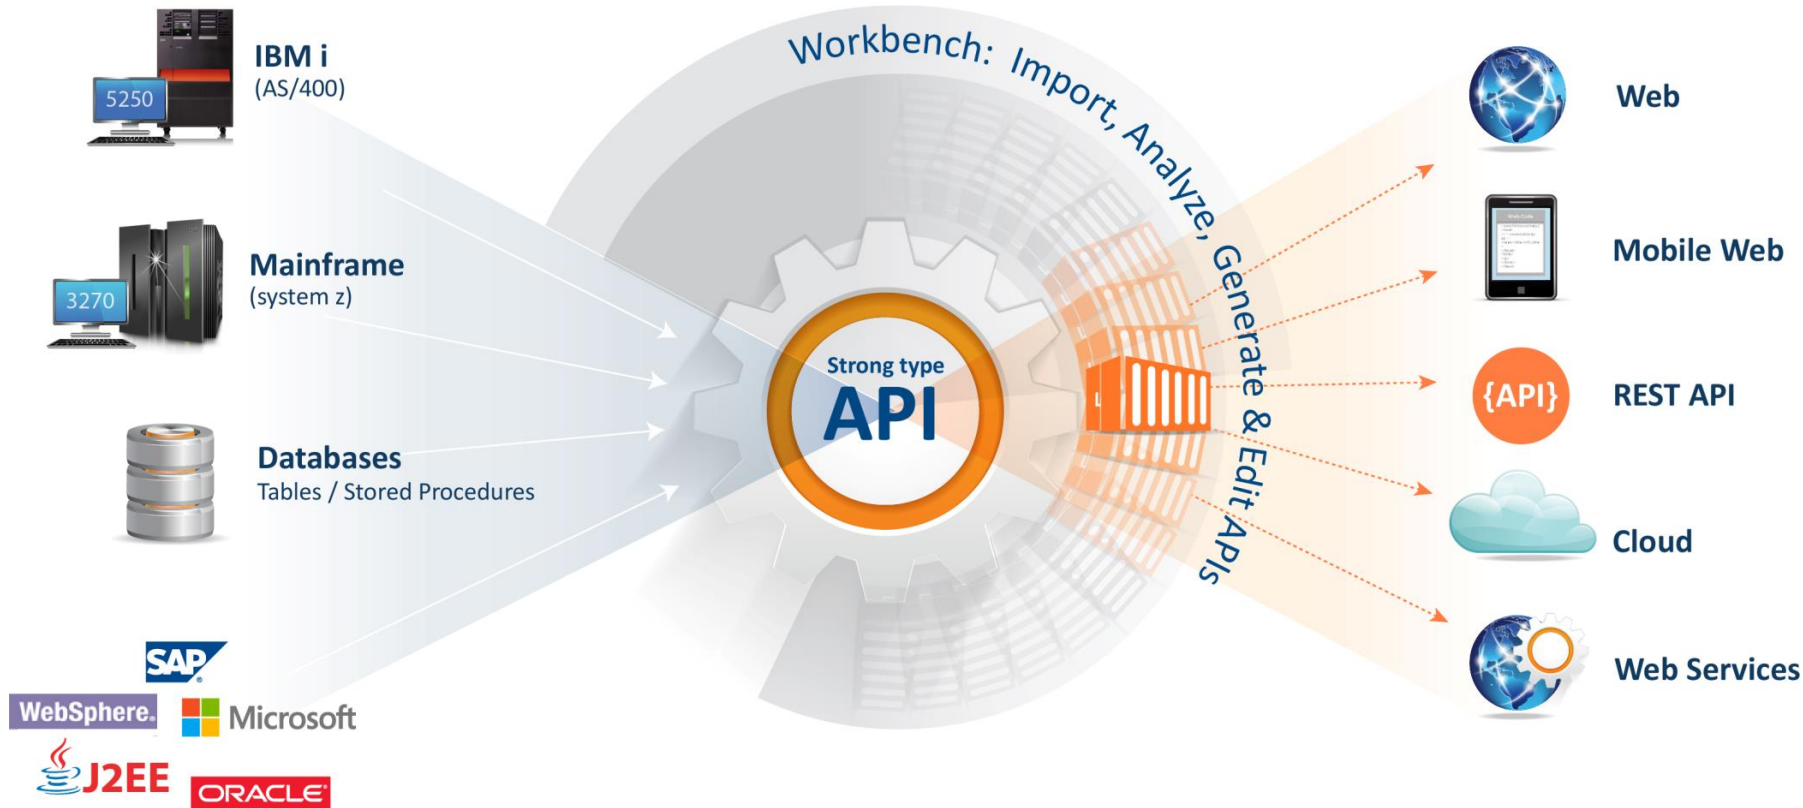 IBM i
(AS/400)
5250
Mainframe
(system z)
3270
Databases
Tables / Stored Procedures
SAP
WebSphere.
Microsoft
J2EE
ORACLE
Workbench: Import, Analyze, Generate & Edit APIs
Strong type
API
Web
Mobile Web
{API}
REST API
Cloud
Web Services